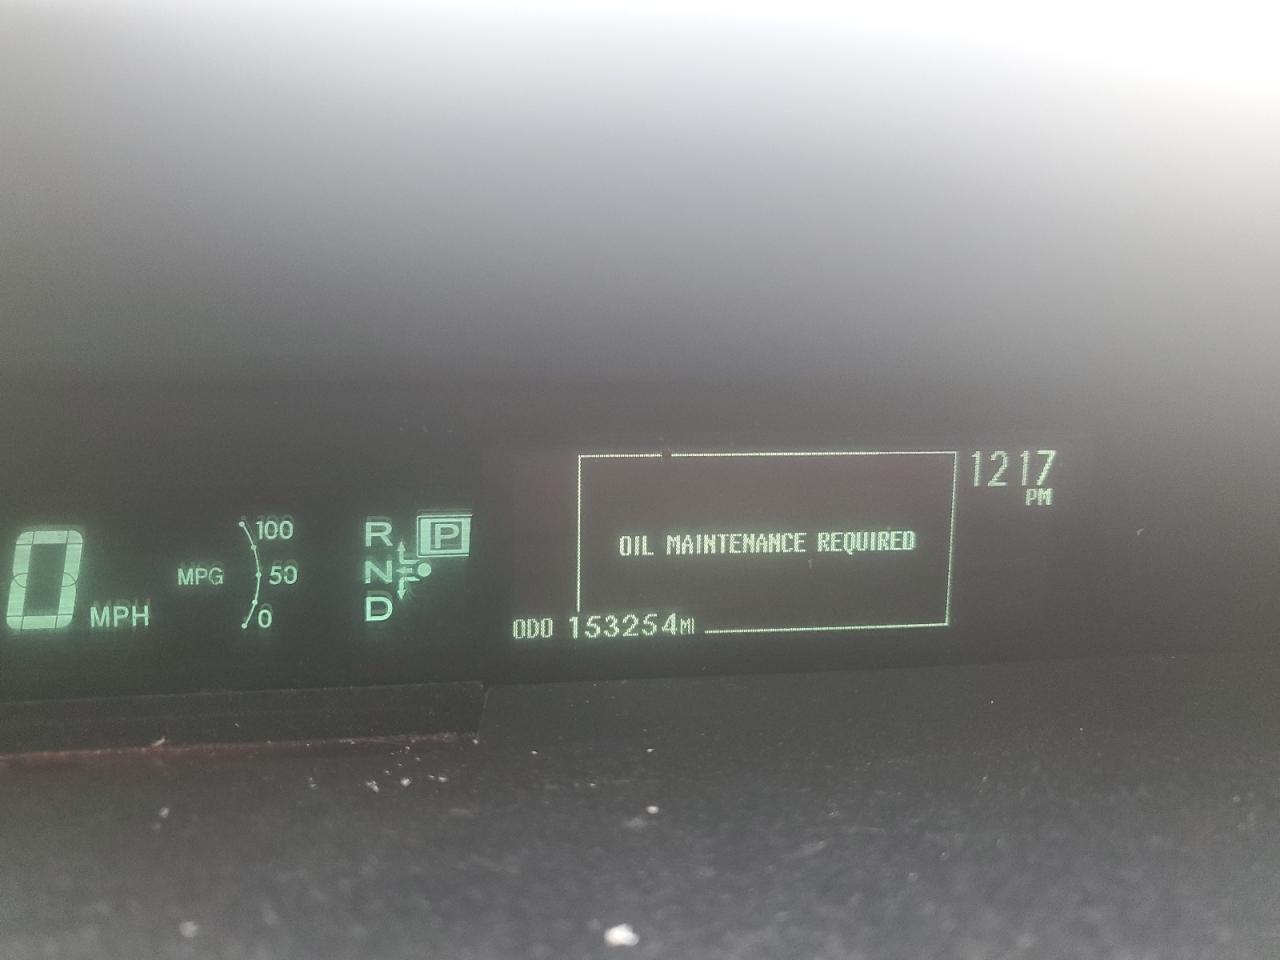 0 MPH
MPG
100
50
0
R
P
N
D
OIL MAINTENANCE REQUIRED
ODO 153254MI
1217
PM